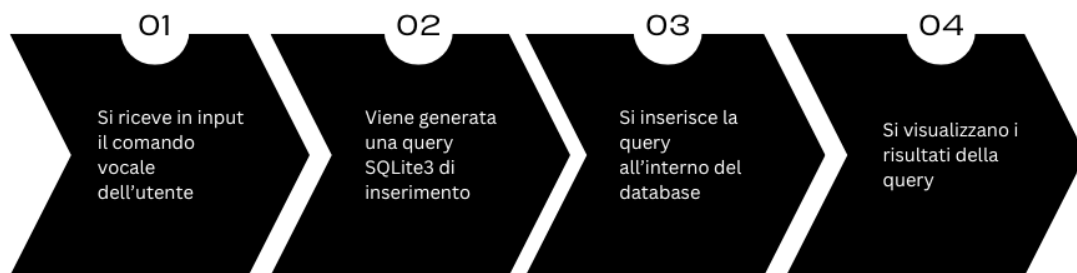 01
Si riceve in input
il comando
vocale
dell’utente
02
Viene generata
una query
SQLite3 di
inserimento
03
Si inserisce la
query
all’interno del
database
04
Si visualizzano i
risultati della
query